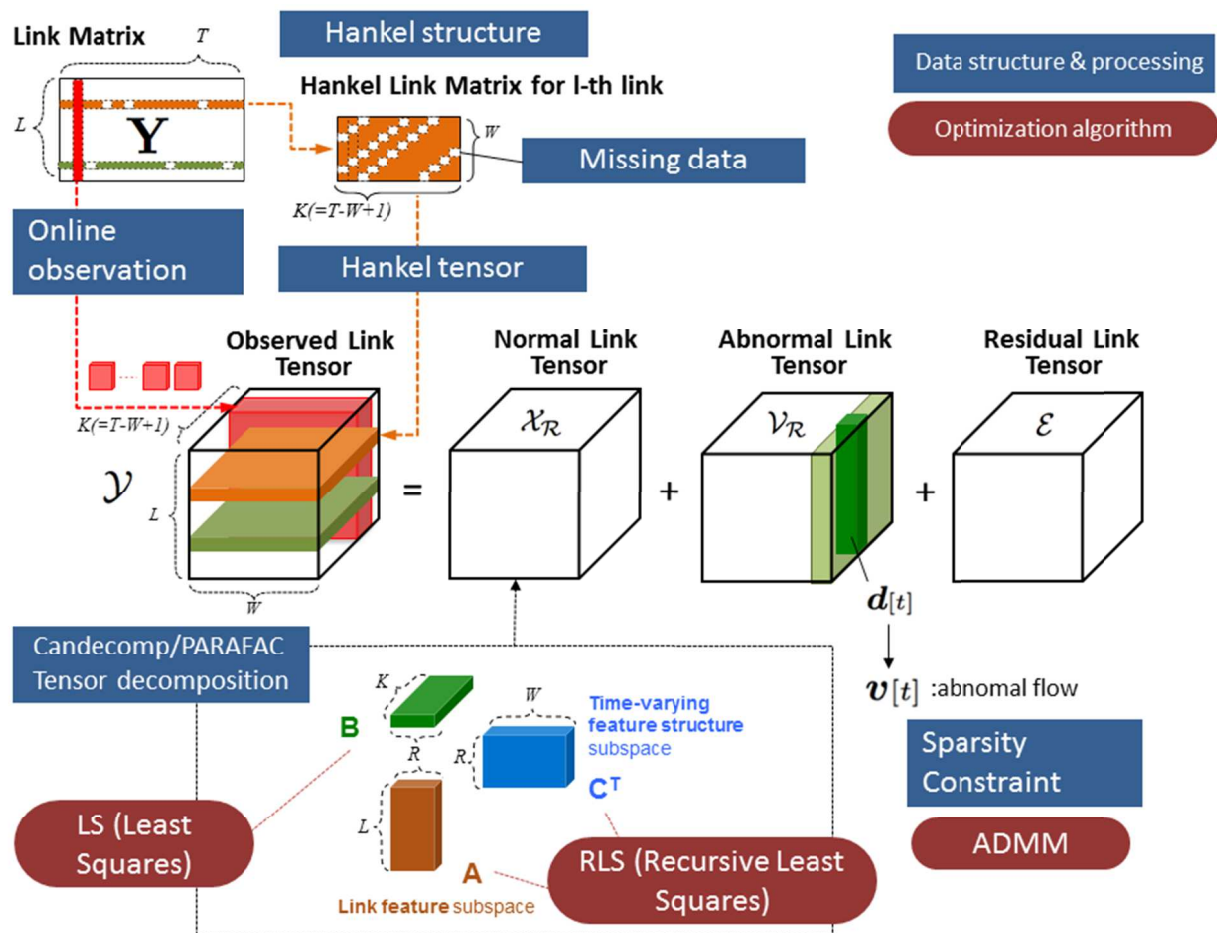 Link Matrix
T
Hankel structure
Data structure & processing
Hankel Link Matrix for l-th link
L
Y
W
Optimization algorithm
Missing data
K(=T-W+1)
Online
observation
Hankel tensor
Observed Link
Tensor
Normal Link
Tensor
Abnormal Link
Tensor
Residual Link
Tensor
K(=T-W+1)
𝒳_ℛ
𝒱_ℛ
ℰ
𝒴
L
=
+
+
W
d[t]
Candecomp/PARAFAC
Tensor decomposition
v[t] :abnomal flow
K
B
R
W
R
Time-varying
feature structure
subspace
C^T
Sparsity
Constraint
L
A
LS (Least
Squares)
RLS (Recursive Least
Squares)
ADMM
Link feature subspace